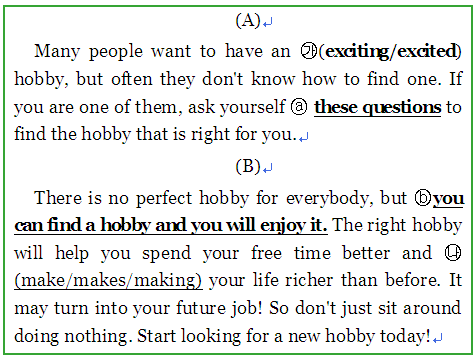 (A)↵
Many people want to have an ㉮(exciting/excited)
hobby, but often they don't know how to find one. If
you are one of them, ask yourself ⓐ these questions to
find the hobby that is right for you.↵
(B)↵
There is no perfect hobby for everybody, but ⓑyou
can find a hobby and you will enjoy it. The right hobby
will help you spend your free time better and ㉯
(make/makes/making) your life richer than before. It
may turn into your future job! So don't just sit around
doing nothing. Start looking for a new hobby today!↵